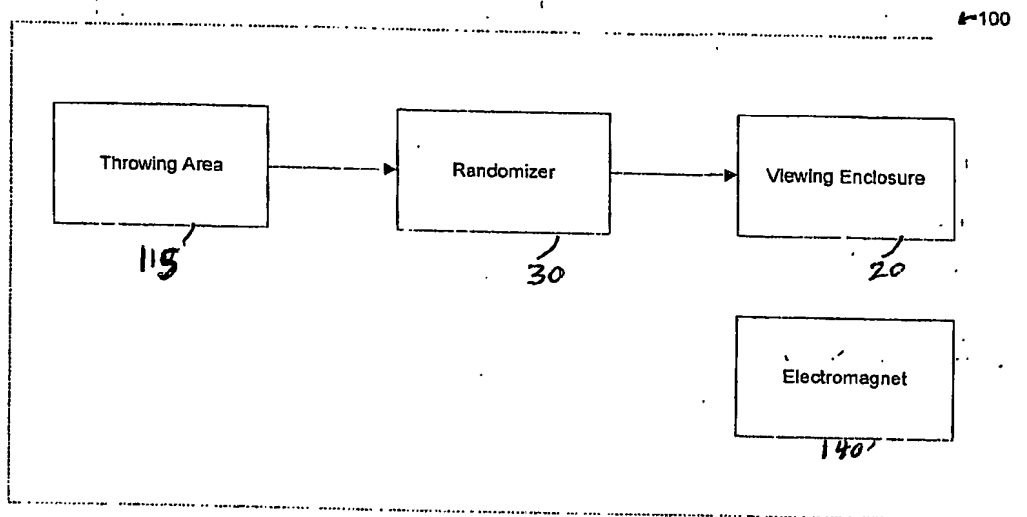 100
Throwing Area
Randomizer
Viewing Enclosure
115
30
20
Electromagnet
140